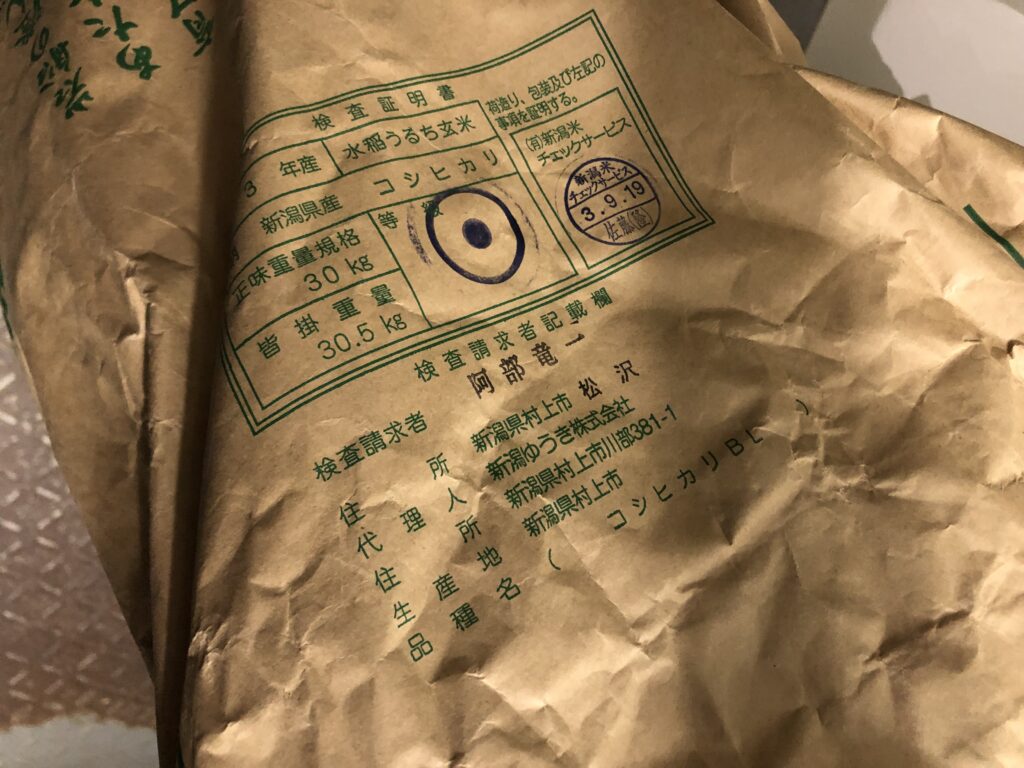 検査証明書
3 年産 水稲うるち玄米
新潟県産 コシヒカリ
正味重量規格
30 kg
皆掛重量
30.5 kg
等級
荷造り、包装及び左記の
事項を証明する。
(有)新潟米
チェックサービス
新潟米
チェックサービス
3.9.19
検査請求者記載欄
検査請求者 阿部竜一
住所 新潟県村上市 松沢
代理人 新潟ゆうき株式会社
住所 新潟県村上市川部381-1
生産地 新潟県村上市
品種名 ( コシヒカリBL )